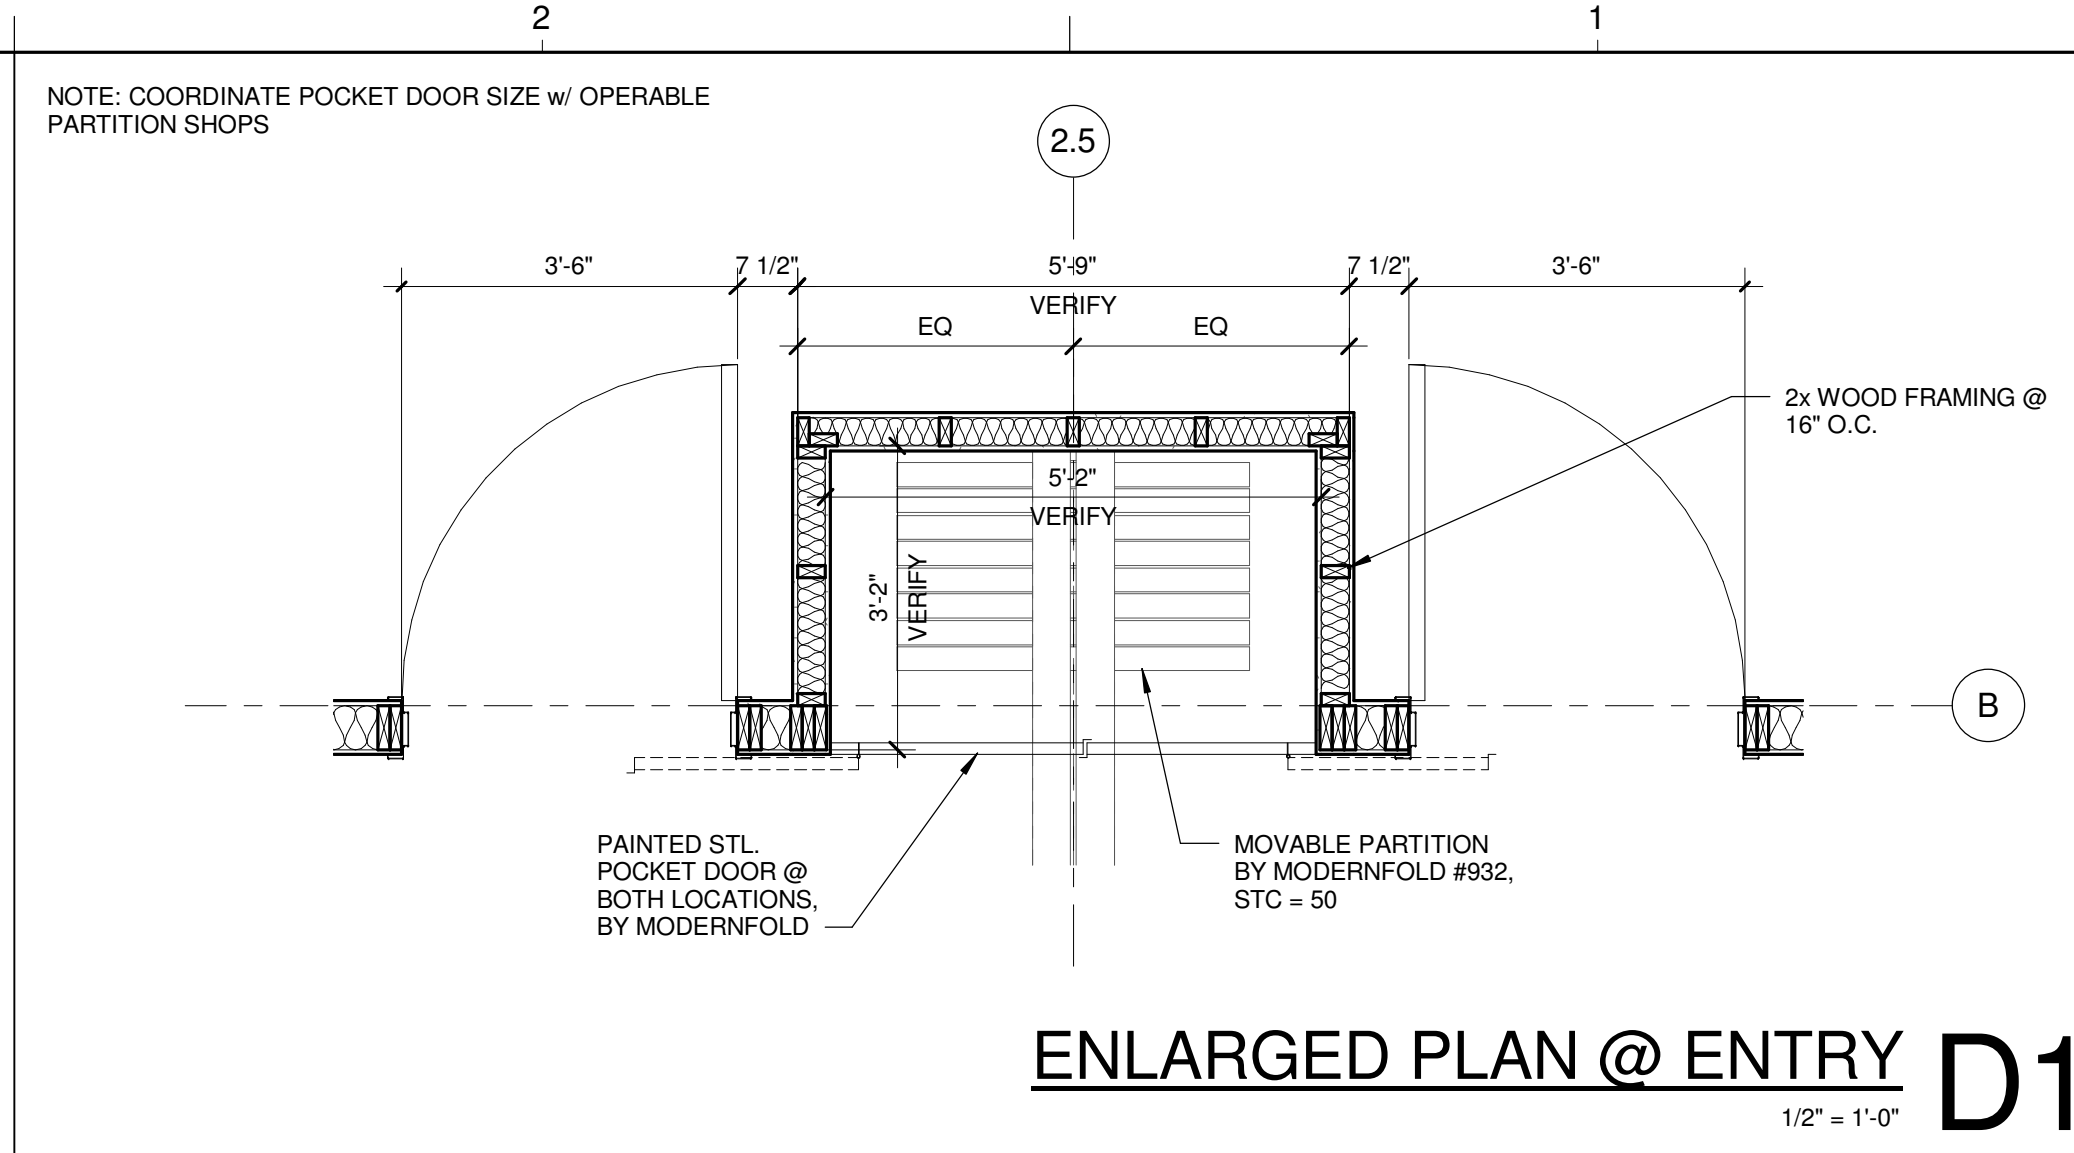 2
1
NOTE: COORDINATE POCKET DOOR SIZE w/ OPERABLE
PARTITION SHOPS
2.5
3'-6"
7 1/2"
5'-9"
7 1/2"
3'-6"
VERIFY
EQ
EQ
2x WOOD FRAMING @
16" O.C.
5'-2"
VERIFY
3'-2"
VERIFY
B
PAINTED STL.
POCKET DOOR @
BOTH LOCATIONS,
BY MODERNFOLD
MOVABLE PARTITION
BY MODERNFOLD #932,
STC = 50
ENLARGED PLAN @ ENTRY
D1
1/2" = 1'-0"